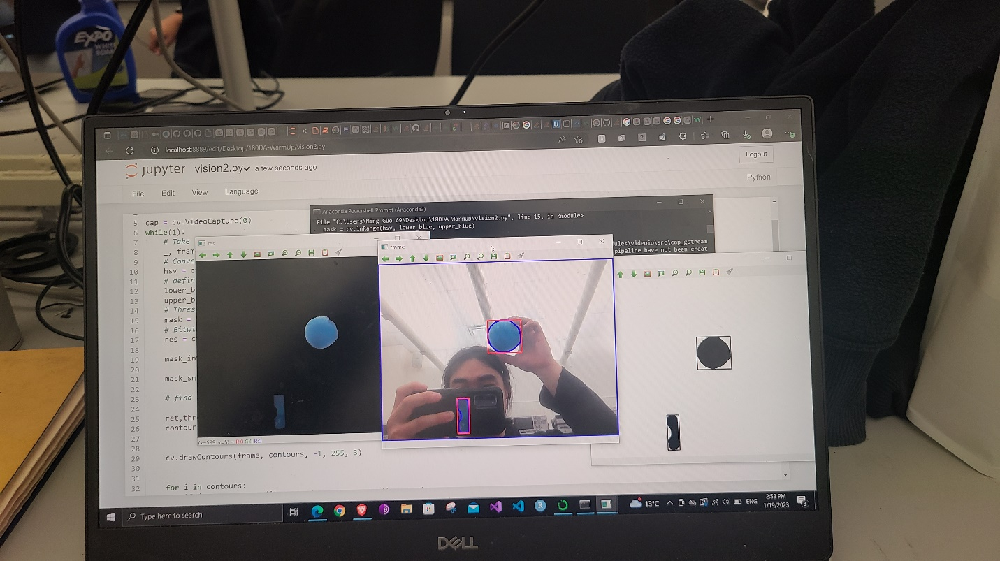 EXPO
WHITE
localhost:8889/edit/Desktop/180DA-WarmUp/vision2.py
jupyter vision2.py✔ a few seconds ago
Logout
File Edit View Language
Python
Anaconda Powershell Prompt (Anaconda3)
File "C:\Users\Ming Guo 69\Desktop\180DA-WarmUp\vision2.py", line 15, in <module>
mask = cv.inRange(hsv, lower_blue, upper_blue)
ules\videoio\src\cap_gstream
pipeline have not been creat
5 cap = cv.VideoCapture(0)
6 while(1):
7 # Take
8 _, fram
9 # Conve
10 hsv = c
11 # defin
12 lower_b
13 upper_b
14 # Thres
15 mask =
16 # Bitwi
17 res = c
18
19 mask_in
20
21 mask_sm
22
23 # find
24
25 ret,thr
26 contour
27
28
29 cv.drawContours(frame, contours, -1, 255, 3)
30
31
32 for i in contours:
res
frame
Type here to search
13°C
ENG
2:58 PM
1/19/2023
3
DELL